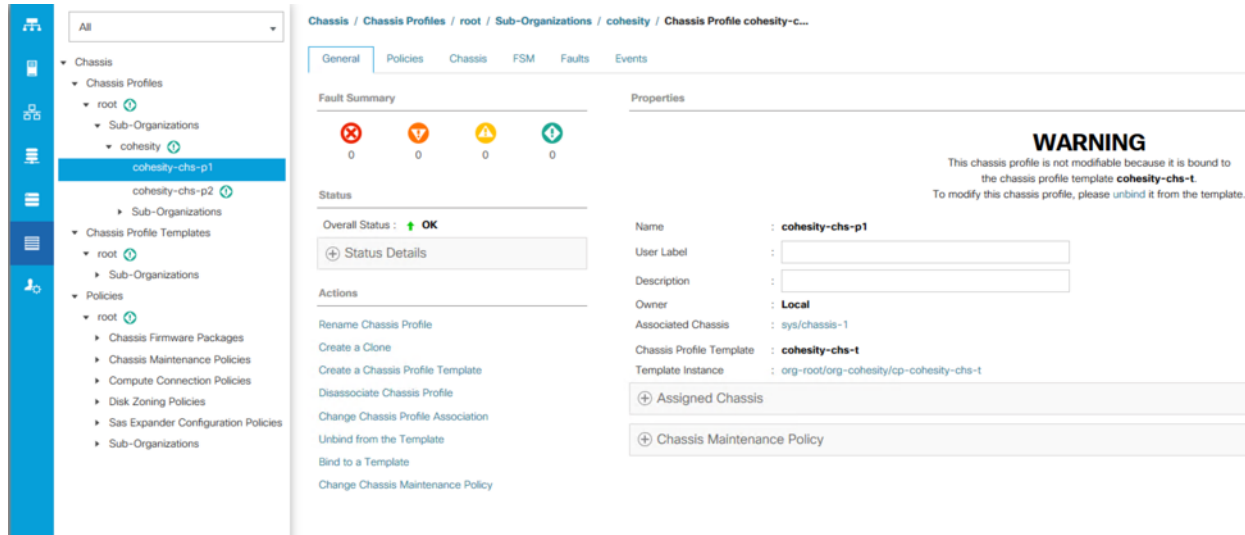 All
Chassis
Chassis Profiles
root
Sub-Organizations
cohesity
cohesity-chs-p1
cohesity-chs-p2
Sub-Organizations
Chassis Profile Templates
root
Sub-Organizations
Policies
root
Chassis Firmware Packages
Chassis Maintenance Policies
Compute Connection Policies
Disk Zoning Policies
Sas Expander Configuration Policies
Sub-Organizations
Chassis / Chassis Profiles / root / Sub-Organizations / cohesity / Chassis Profile cohesity-c...
General Policies Chassis FSM Faults Events
Fault Summary
0 0 0 0
Status
Overall Status : OK
Status Details
Actions
Rename Chassis Profile
Create a Clone
Create a Chassis Profile Template
Disassociate Chassis Profile
Change Chassis Profile Association
Unbind from the Template
Bind to a Template
Change Chassis Maintenance Policy
Properties
WARNING
This chassis profile is not modifiable because it is bound to
the chassis profile template cohesity-chs-t.
To modify this chassis profile, please unbind it from the template.
Name : cohesity-chs-p1
User Label :
Description :
Owner : Local
Associated Chassis : sys/chassis-1
Chassis Profile Template : cohesity-chs-t
Template Instance : org-root/org-cohesity/cp-cohesity-chs-t
Assigned Chassis
Chassis Maintenance Policy